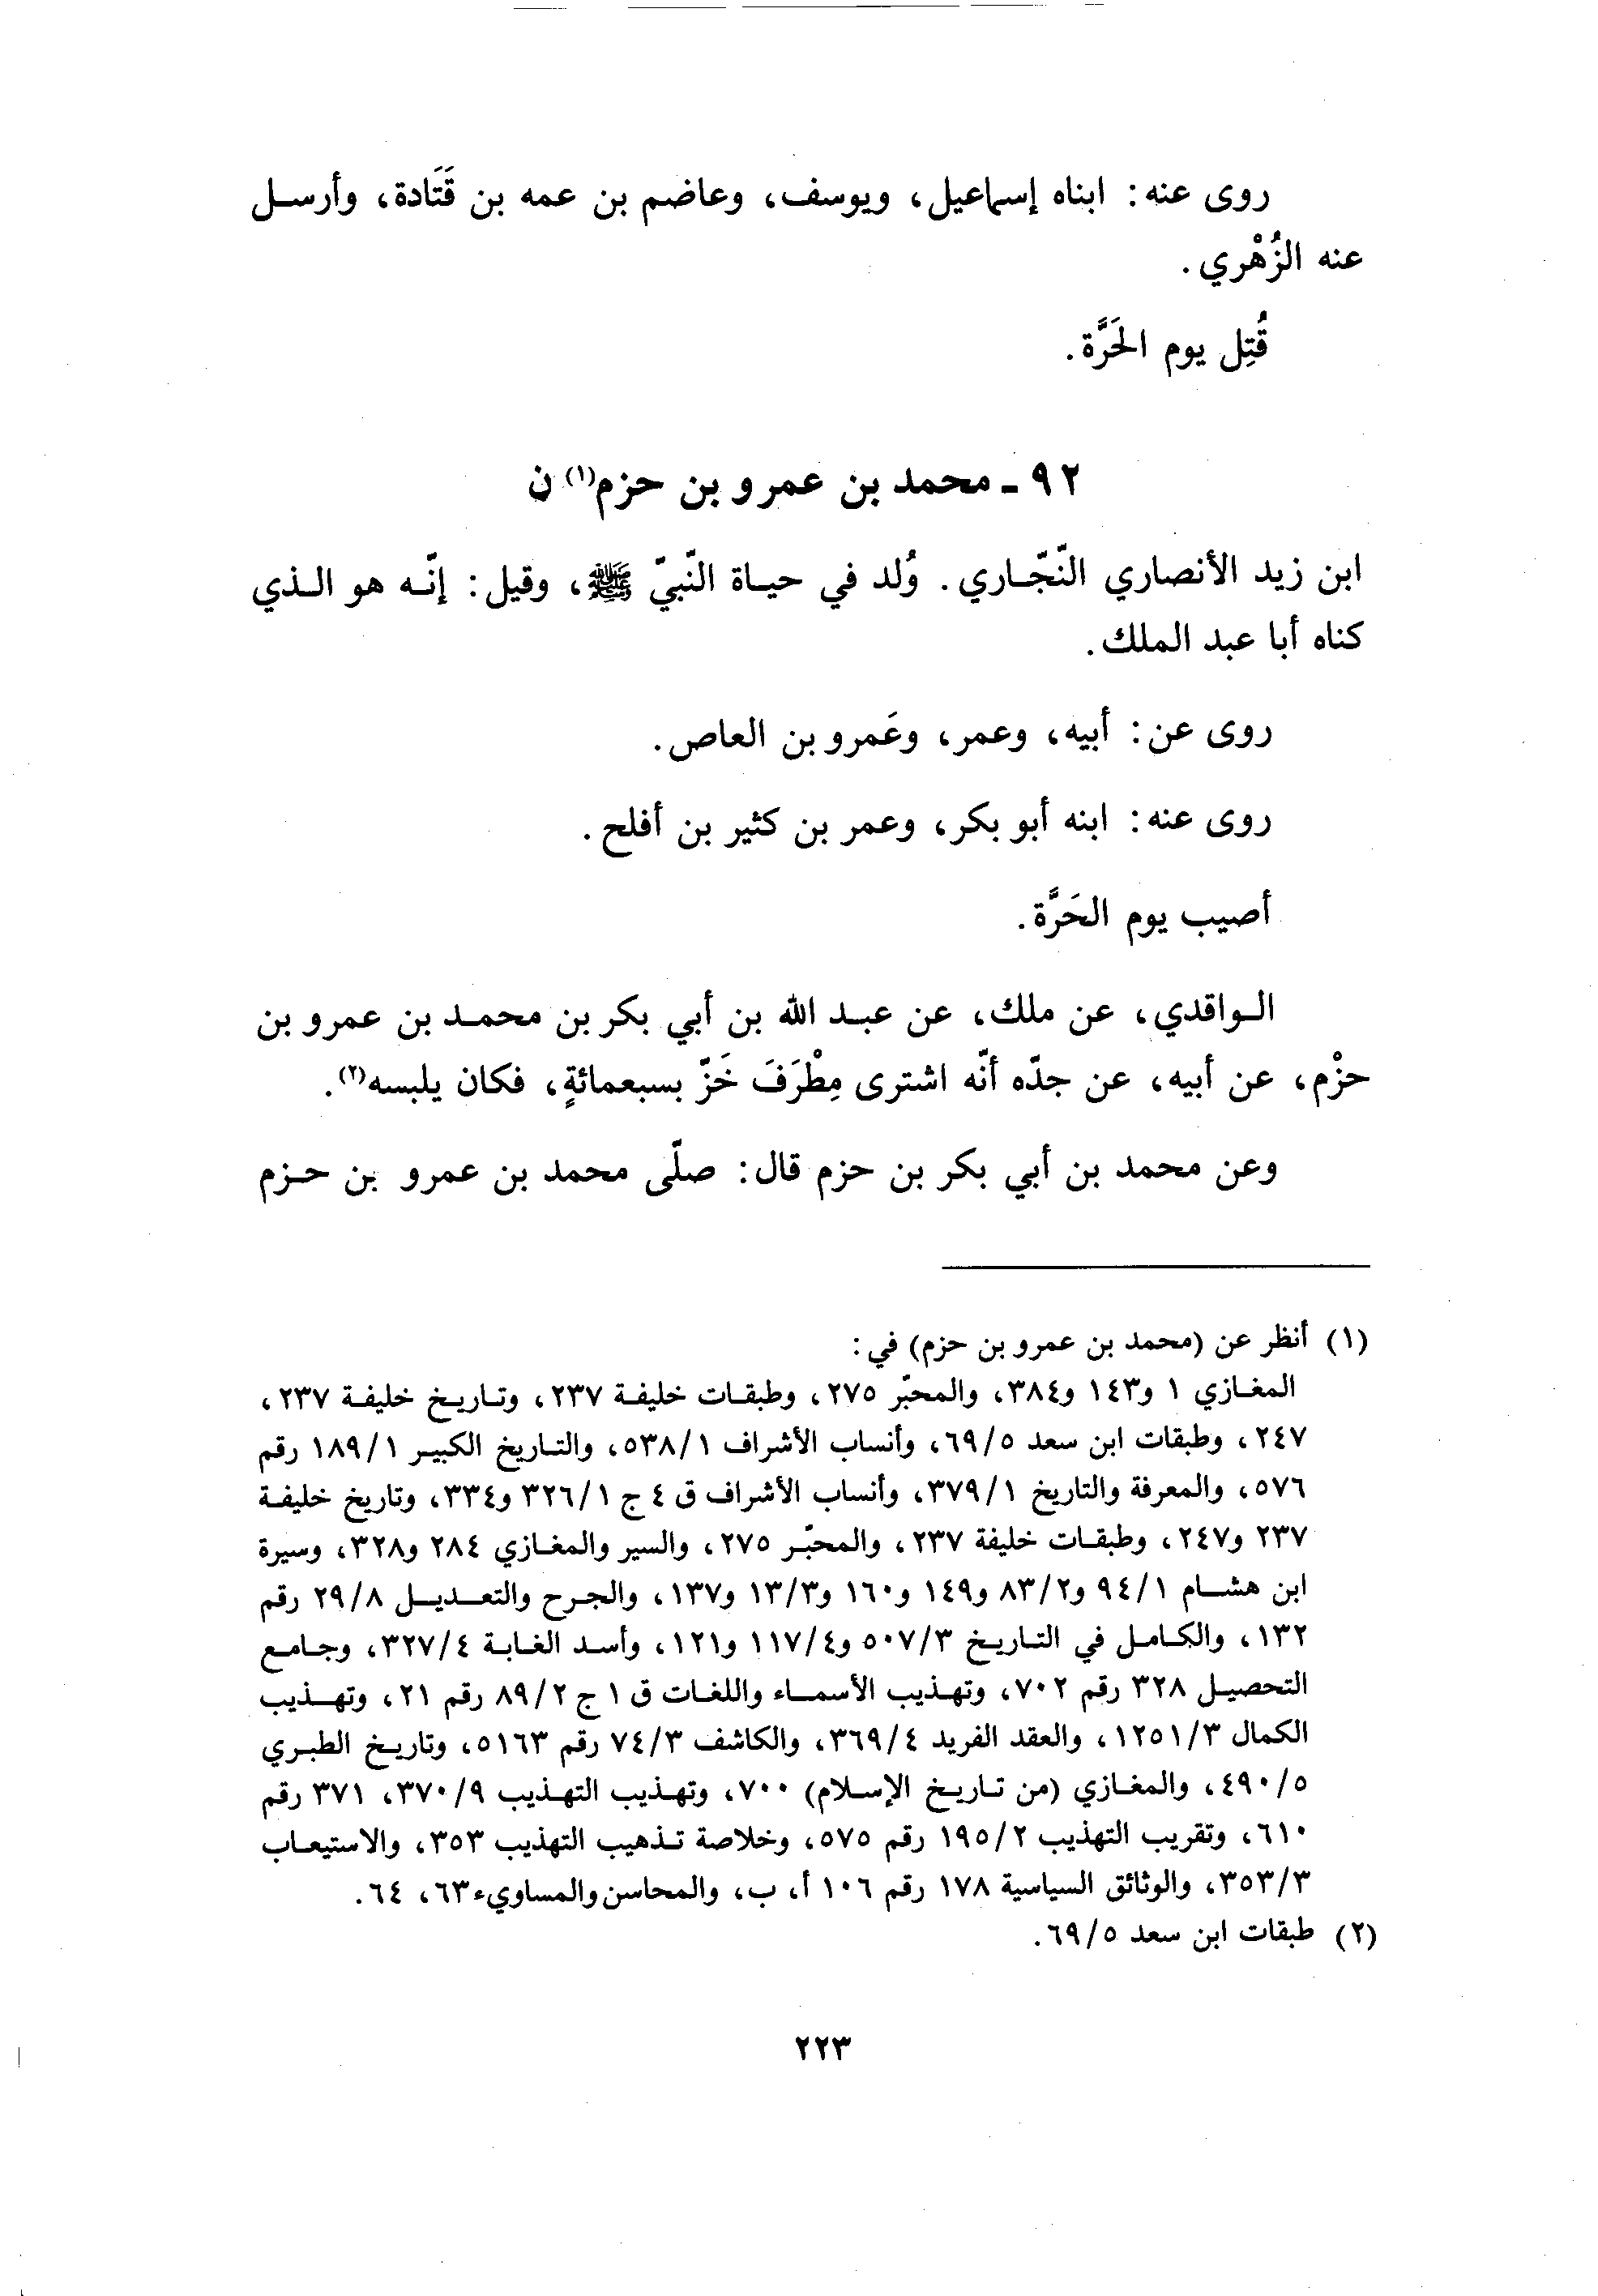 روى عنه: ابناه إسماعيل، ويوسف، وعاضم بن عمه بن قَتَادة، وأرسل
عنه الزُهْري.
قُتِل يوم الحَرَّة.
٩٢ ـ محمد بن عمرو بن حزم(١) ن
ابن زيد الأنصاري النّجّاري. وُلد في حياة النّبيّ ﷺ، وقيل: إنّه هو الذي
كناه أبا عبد الملك.
روى عن: أبيه، وعمر، وعَمرو بن العاص.
روى عنه: ابنه أبو بكر، وعمر بن كثير بن أفلح.
أصيب يوم الحَرَّة.
الواقدي، عن ملك، عن عبد الله بن أبي بكر بن محمد بن عمرو بن
حزْم، عن أبيه، عن جدّه أنّه اشترى مِطْرَفَ خَزّ بسبعمائةٍ، فكان يلبسه(٢).
وعن محمد بن أبي بكر بن حزم قال: صلّى محمد بن عمرو بن حزم
(١) أنظر عن (محمد بن عمرو بن حزم) في:
المغازي ١ و١٤٣ و٣٨٤، والمحبّر ٢٧٥، وطبقات خليفة ٢٣٧، وتاريخ خليفة ٢٣٧،
٢٤٧، وطبقات ابن سعد ٦٩/٥، وأنساب الأشراف ٥٣٨/١، والتاريخ الكبير ١٨٩/١ رقم
٥٧٦، والمعرفة والتاريخ ٣٧٩/١، وأنساب الأشراف ق ٤ ج ٣٢٦/١ و٣٣٤، وتاريخ خليفة
٢٣٧ و٢٤٧، وطبقات خليفة ٢٣٧، والمحبّر ٢٧٥، والسير والمغازي ٢٨٤ و٣٢٨، وسيرة
ابن هشام ٩٤/١ و٨٣/٢ و١٤٩ و١٦٠ و١٣/٣ و١٣٧، والجرح والتعديل ٢٩/٨ رقم
١٣٢، والكامل في التاريخ ٥٠٧/٣ و١١٧/٤ و١٢١، وأسد الغابة ٣٢٧/٤، وجامع
التحصيل ٣٢٨ رقم ٧٠٢، وتهذيب الأسماء واللغات ق ١ ج ٨٩/٢ رقم ٢١، وتهذيب
الكمال ١٢٥١/٣، والعقد الفريد ٣٦٩/٤، والكاشف ٧٤/٣ رقم ٥١٦٣، وتاريخ الطبري
٤٩٠/٥، والمغازي (من تاريخ الإسلام) ٧٠٠، وتهذيب التهذيب ٣٧٠/٩، ٣٧١ رقم
٦١٠، وتقريب التهذيب ١٩٥/٢ رقم ٥٧٥، وخلاصة تذهيب التهذيب ٣٥٣، والاستيعاب
٣٥٣/٣، والوثائق السياسية ١٧٨ رقم ١٠٦ أ، ب، والمحاسن والمساويء ٦٣، ٦٤.
(٢) طبقات ابن سعد ٦٩/٥.
٢٢٣